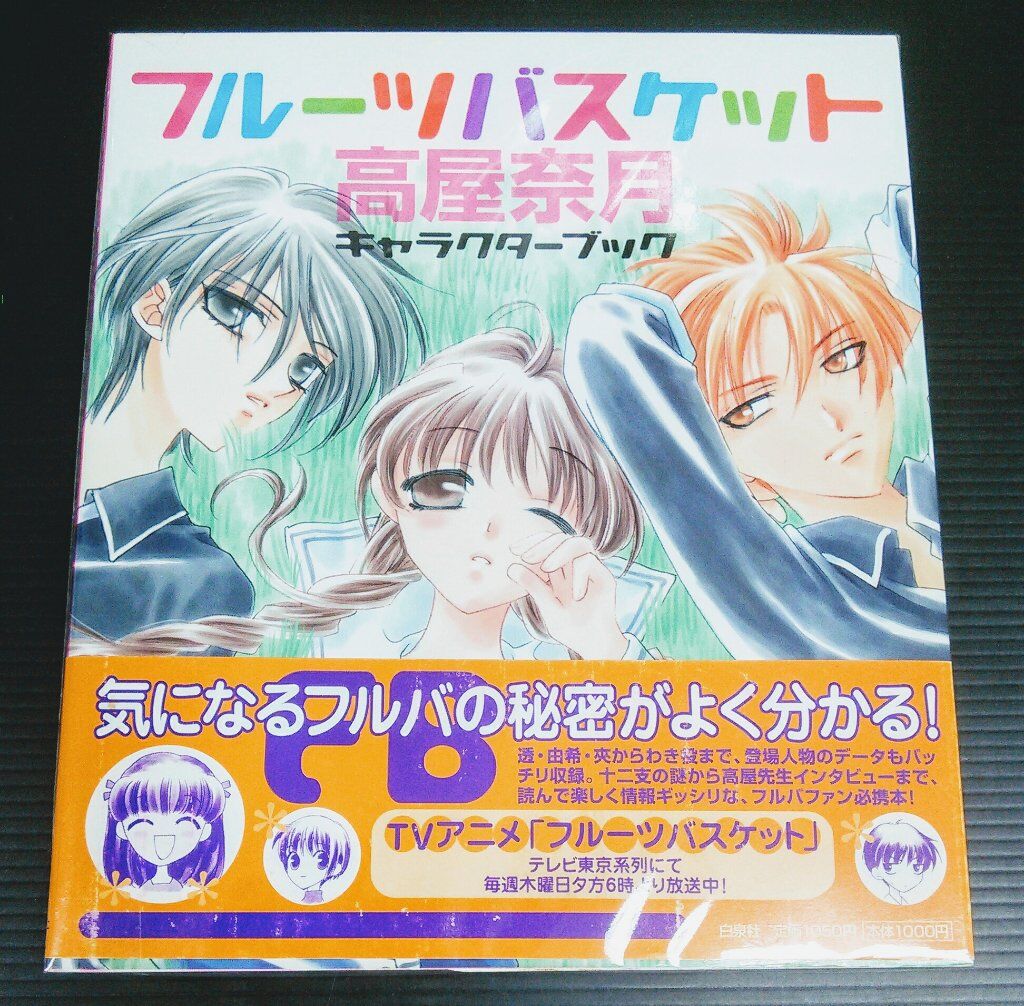 フルーツバスケット
高屋奈月
キャラクターブック
気になるフルバの秘密がよく分かる!
FB
透・由希・夾からわき役まで、登場人物のデータもバッ
チリ収録。十二支の謎から高屋先生インタビューまで、
読んで楽しく情報ギッシリな、フルバファン必携本!
TVアニメ「フルーツバスケット」
テレビ東京系列にて
毎週木曜日夕方6時より放送中!
白泉社 定価1050円 本体1000円